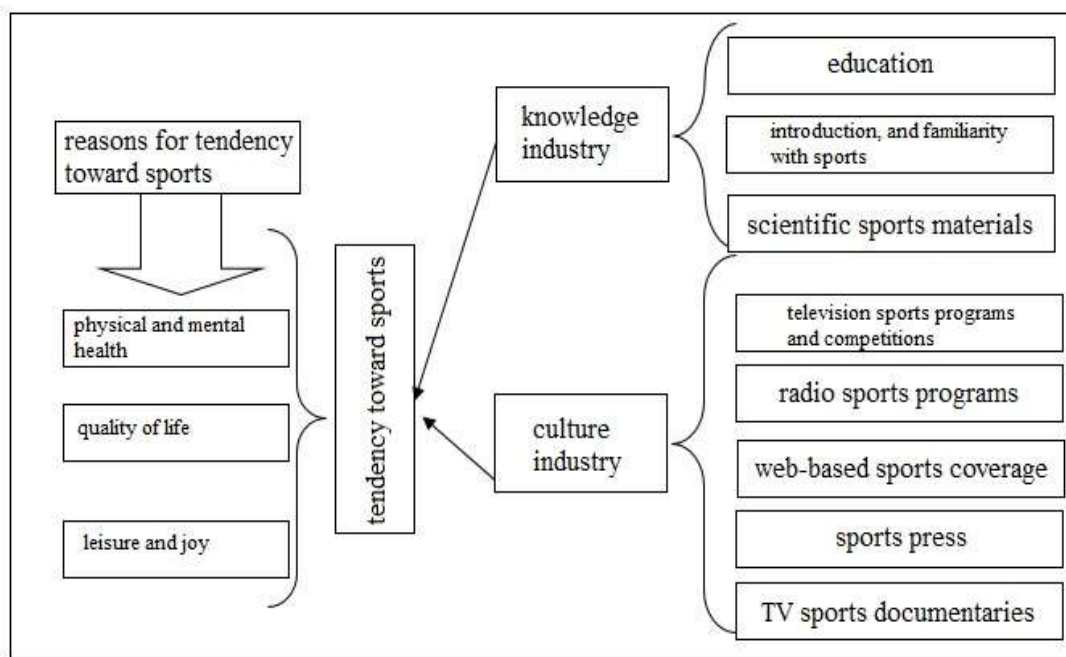 reasons for tendency
toward sports
physical and mental
health
quality of life
leisure and joy
tendency toward sports
knowledge
industry
culture
industry
education
introduction, and familiarity
with sports
scientific sports materials
television sports programs
and competitions
radio sports programs
web-based sports coverage
sports press
TV sports documentaries